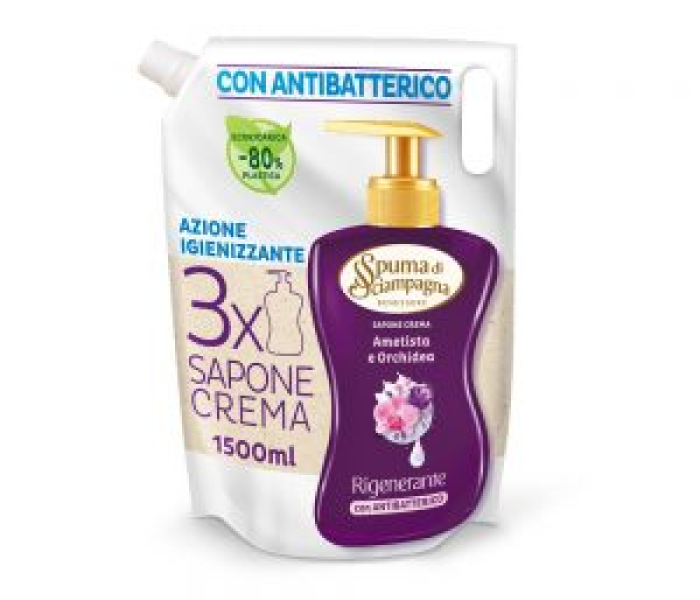 CON ANTIBATTERICO
ECORICARICA
-80%
PLASTICA
AZIONE
IGIENIZZANTE
3x
SAPONE
CREMA
1500ml
Spuma di
Sciampagna
BENESSERE
SAPONE CREMA
Ametista
e Orchidea
Rigenerante
CON ANTIBATTERICO